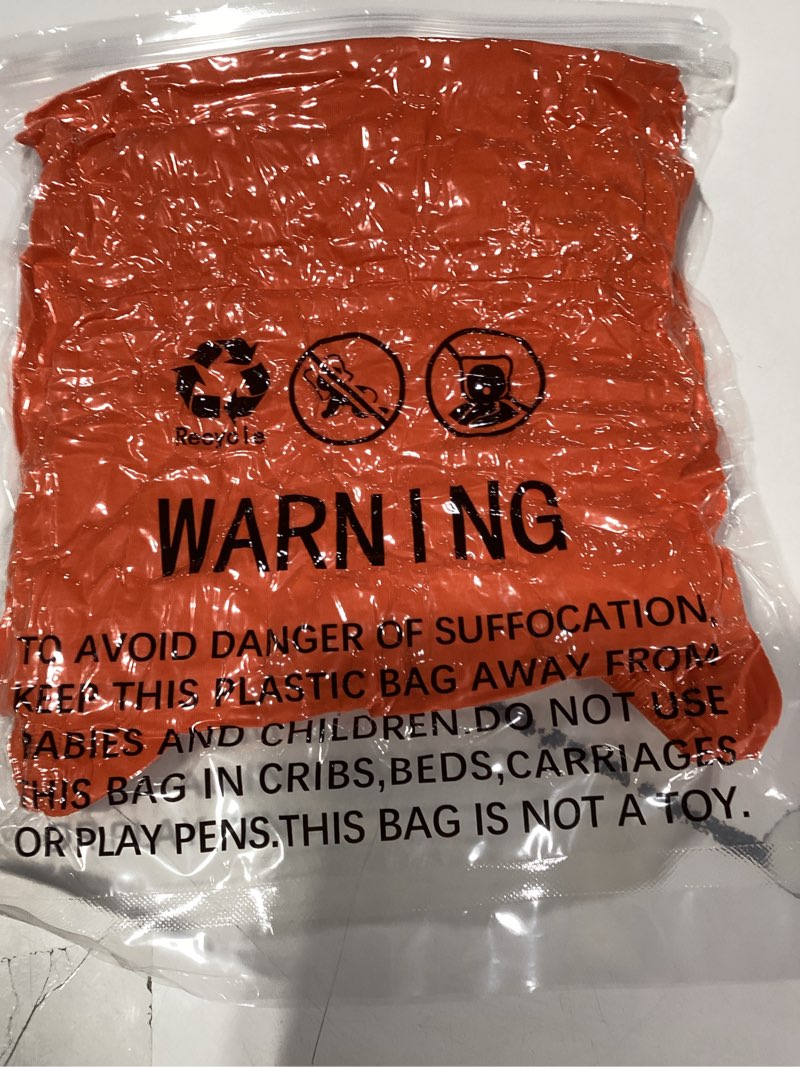 Recycle
WARNING
TO AVOID DANGER OF SUFFOCATION,
KEEP THIS PLASTIC BAG AWAY FROM
BABIES AND CHILDREN.DO NOT USE
THIS BAG IN CRIBS,BEDS,CARRIAGES
OR PLAY PENS.THIS BAG IS NOT A TOY.